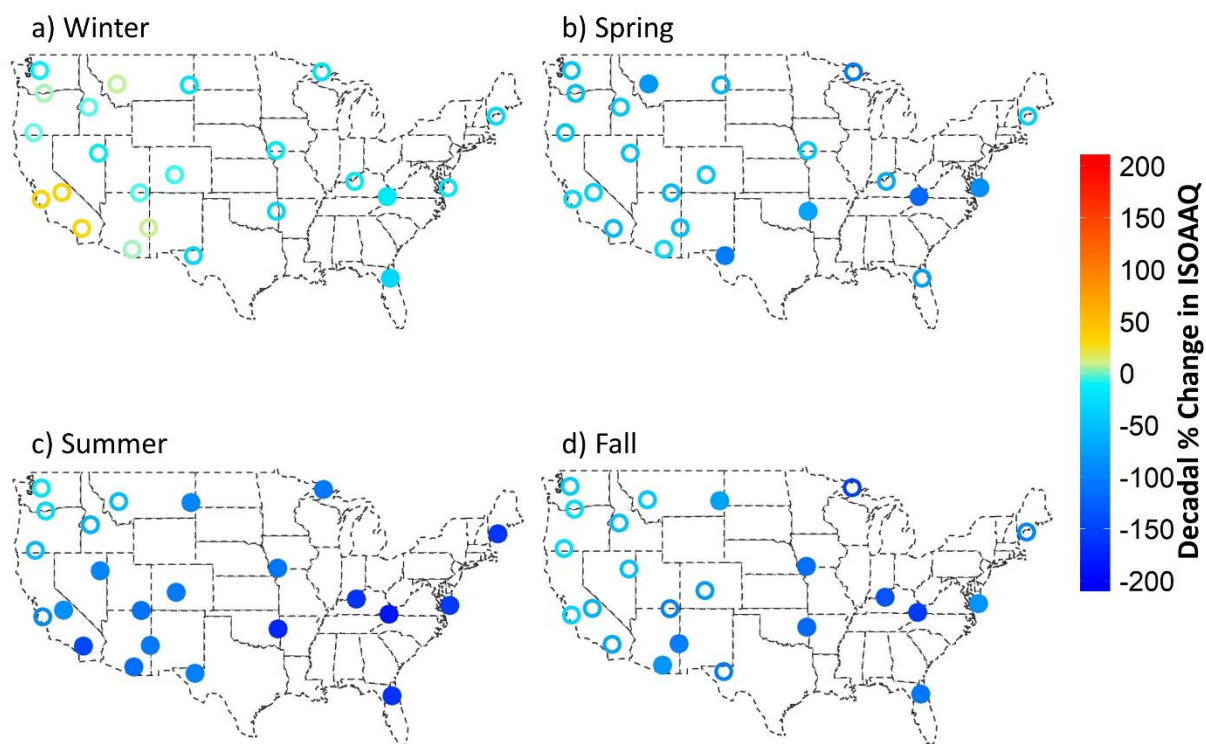 a) Winter
b) Spring
200
150
100
50
0
-50
-100
-150
-200
Decadal % Change in ISOAAQ
c) Summer
d) Fall